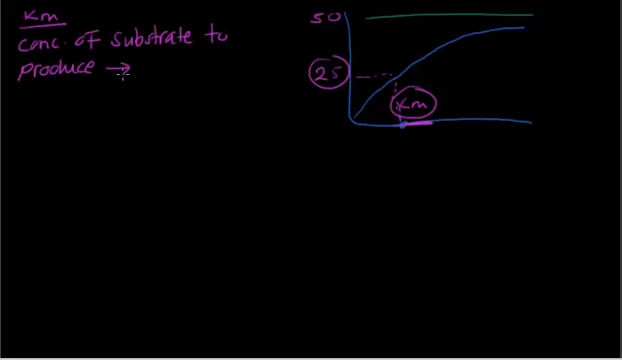 Km
conc. of substrate to
produce →
50
25
Km